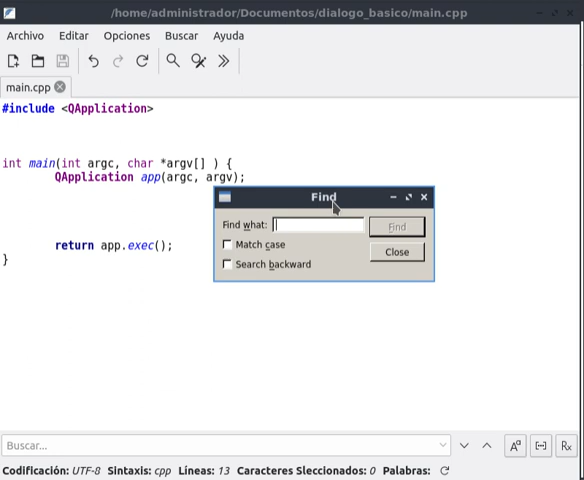 /home/administrador/Documentos/dialogo_basico/main.cpp
Archivo Editar Opciones Buscar Ayuda
main.cpp
#include <QApplication>
int main(int argc, char *argv[] ) {
QApplication app(argc, argv);
return app.exec();
}
Find
Find what:
Find
Match case
Close
Search backward
Buscar...
Codificación: UTF-8 Sintaxis: cpp Líneas: 13 Caracteres Sleccionados: 0 Palabras: